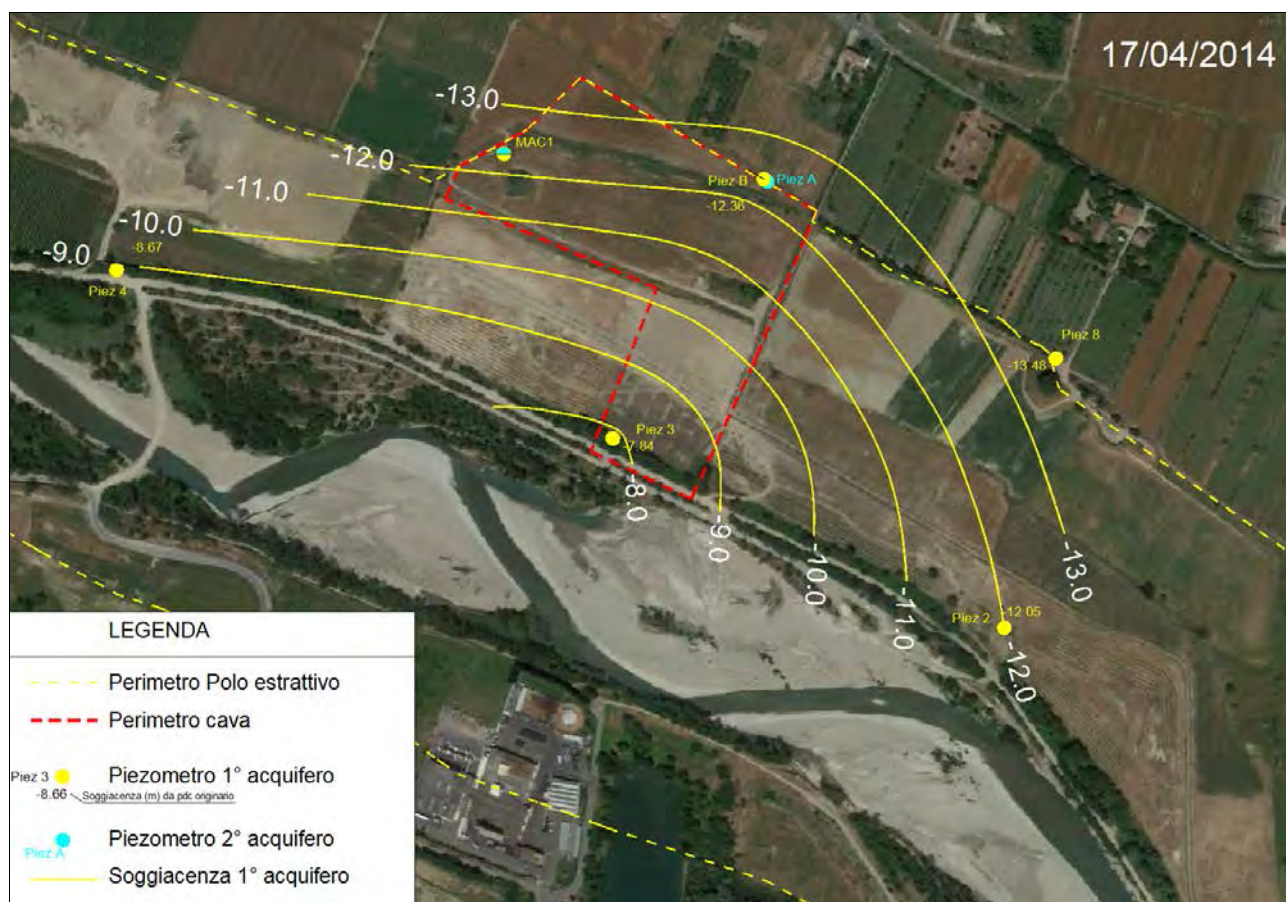 17/04/2014
-13.0
MAC1
-12.0
Piez B
Piez A
-12.36
-11.0
-10.0
-8.67
-9.0
Piez 4
Piez 8
-13.48
Piez 3
-7.84
-8.0
-9.0
-10.0
-11.0
-13.0
Piez 2
-12.05
-12.0
LEGENDA
Perimetro Polo estrattivo
Perimetro cava
Piez 3
Piezometro 1° acquifero
-8.66
Soggiacenza (m) da pdc originario
Piezometro 2° acquifero
Piez A
Soggiacenza 1° acquifero